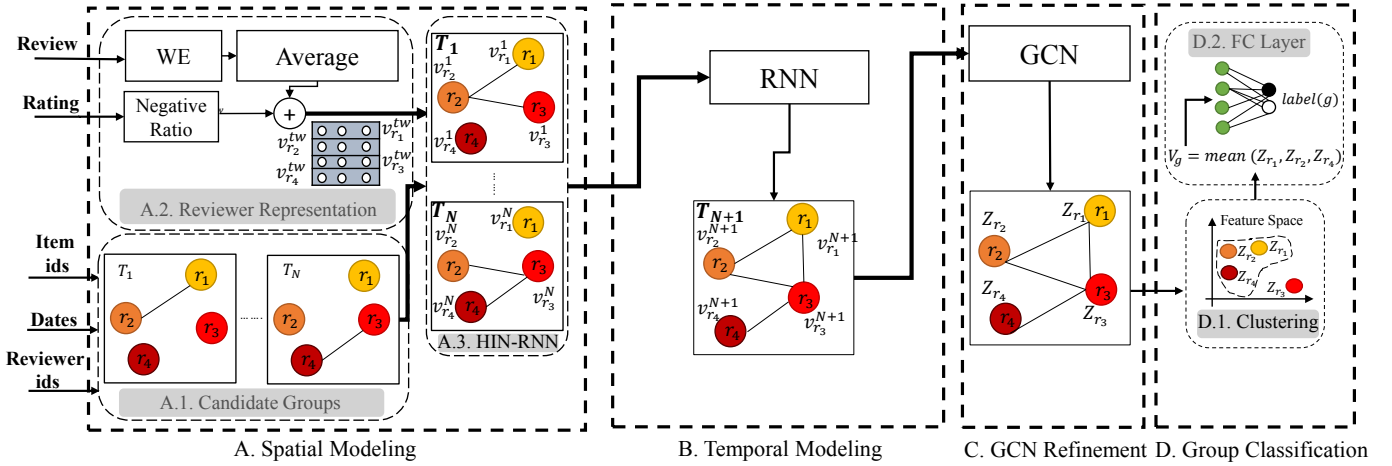 Review
WE
Average
Rating
Negative
Ratio
+
v_{r_2}^{tw}
v_{r_1}^{tw}
v_{r_4}^{tw}
v_{r_3}^{tw}
A.2. Reviewer Representation
Item
ids
Dates
Reviewer
ids
T_1
r_1
r_2
r_3
r_4
......
T_N
r_1
r_2
r_3
r_4
A.1. Candidate Groups
T_1
v_{r_1}^1
v_{r_2}^1
r_1
r_2
r_3
v_{r_4}^1
r_4
v_{r_3}^1
T_N
v_{r_1}^N
v_{r_2}^N
r_1
r_2
r_3
v_{r_4}^N
r_4
v_{r_3}^N
A.3. HIN-RNN
A. Spatial Modeling
RNN
T_{N+1}
v_{r_2}^{N+1}
r_1
v_{r_1}^{N+1}
r_2
v_{r_4}^{N+1}
r_3
v_{r_3}^{N+1}
r_4
B. Temporal Modeling
GCN
Z_{r_1}
r_1
Z_{r_2}
r_2
Z_{r_4}
r_3
r_4
Z_{r_3}
C. GCN Refinement
D.2. FC Layer
label(g)
V_g = mean (Z_{r_1}, Z_{r_2}, Z_{r_4})
Feature Space
Z_{r_2}
Z_{r_1}
Z_{r_4}
Z_{r_3}
D.1. Clustering
D. Group Classification